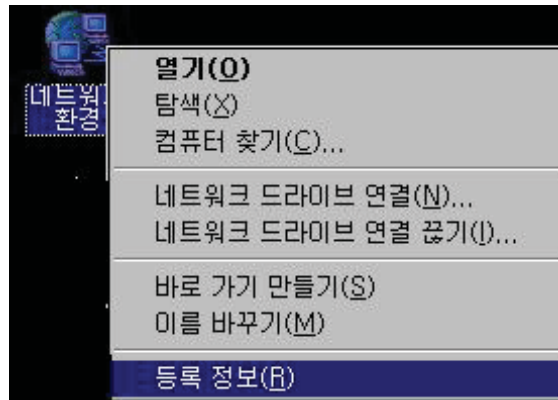 네트워
환경
열기(O)
탐색(X)
컴퓨터 찾기(C)...
네트워크 드라이브 연결(N)...
네트워크 드라이브 연결 끊기(I)...
바로 가기 만들기(S)
이름 바꾸기(M)
등록 정보(R)